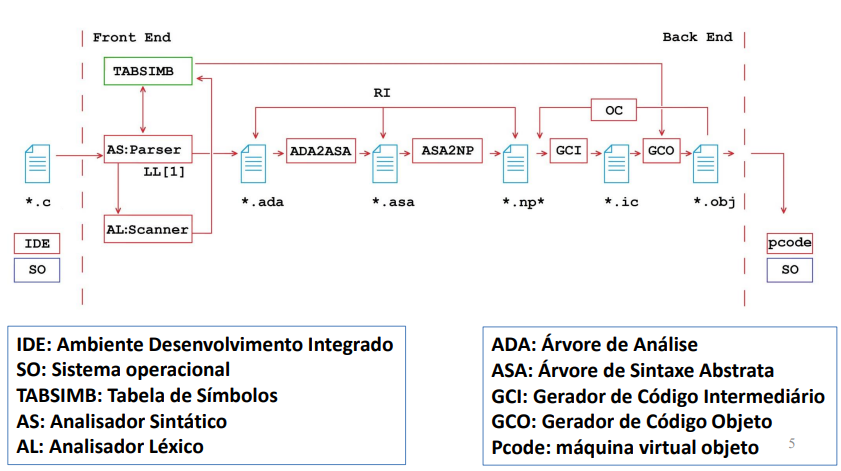 Front End
Back End
TABSIMB
RI
OC
AS:Parser
ADA2ASA
ASA2NP
GCI
GCO
LL[1]
*.c
*.ada
*.asa
*.np*
*.ic
*.obj
AL:Scanner
IDE
pcode
SO
SO
IDE: Ambiente Desenvolvimento Integrado
SO: Sistema operacional
TABSIMB: Tabela de Símbolos
AS: Analisador Sintático
AL: Analisador Léxico
ADA: Árvore de Análise
ASA: Árvore de Sintaxe Abstrata
GCI: Gerador de Código Intermediário
GCO: Gerador de Código Objeto
Pcode: máquina virtual objeto
5